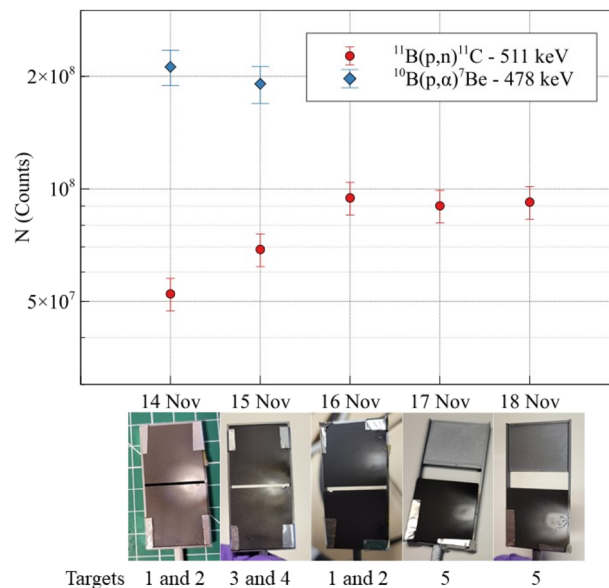 2×10⁸
10⁸
5×10⁷
N (Counts)
¹¹B(p,n)¹¹C - 511 keV
¹⁰B(p,α)⁷Be - 478 keV
14 Nov 15 Nov 16 Nov 17 Nov 18 Nov
Targets 1 and 2 3 and 4 1 and 2 5 5